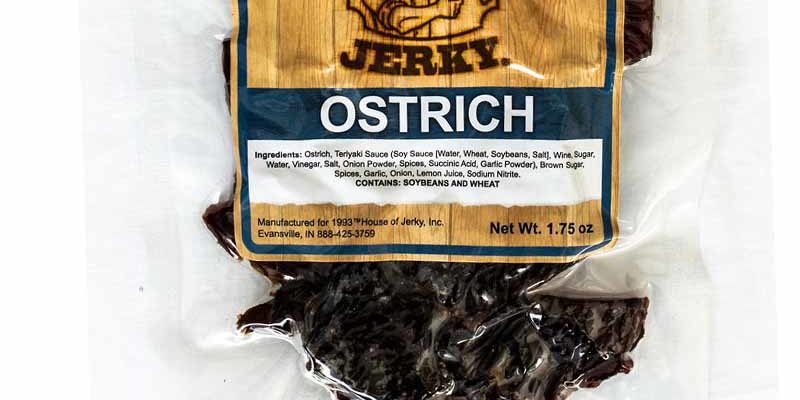 JERKY.
OSTRICH
Ingredients: Ostrich, Teriyaki Sauce (Soy Sauce [Water, Wheat, Soybeans, Salt], Wine, Sugar,
Water, Vinegar, Salt, Onion Powder, Spices, Succinic Acid, Garlic Powder), Brown Sugar,
Spices, Garlic, Onion, Lemon Juice, Sodium Nitrite.
CONTAINS: SOYBEANS AND WHEAT
Manufactured for 1993™House of Jerky, Inc.
Evansville, IN 888-425-3759
Net Wt. 1.75 oz